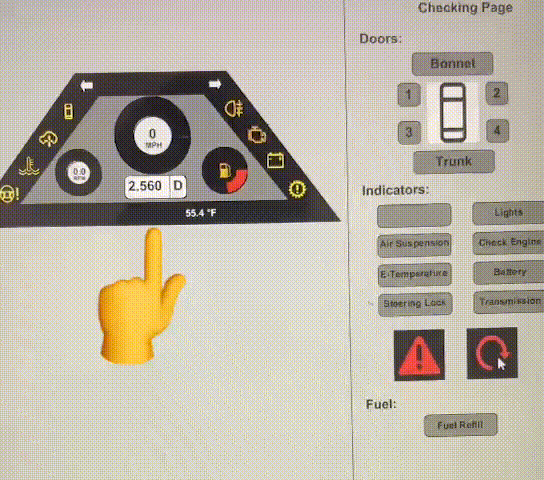 Checking Page
Doors:
Bonnet
1
2
3
4
Trunk
Indicators:
Lights
Air Suspension
Check Engine
E-Temperature
Battery
Steering Lock
Transmission
Fuel:
Fuel Refill
0
MPH
0.0
2.560 D
55.4 °F